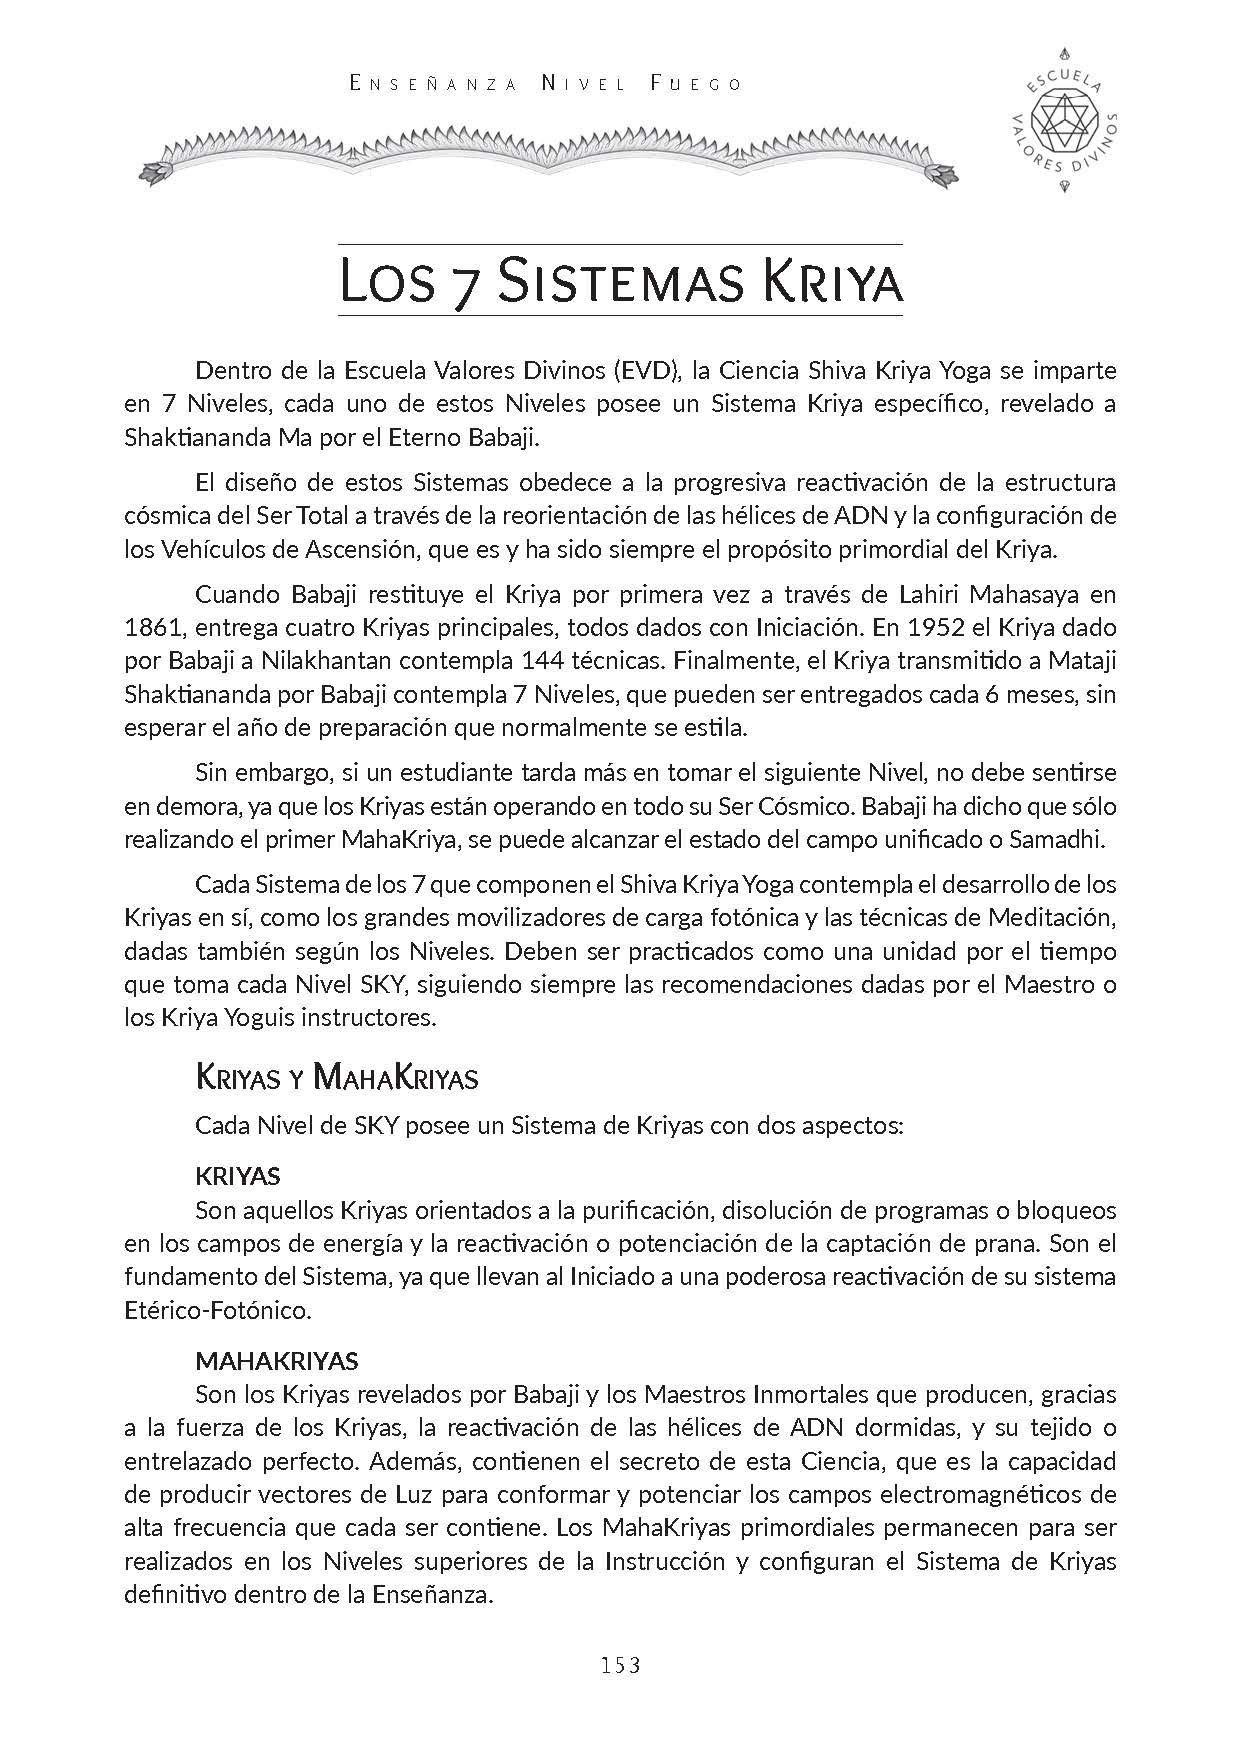 Enseñanza Nivel Fuego
ESCUELA
VALORES DIVINOS
Los 7 Sistemas Kriya
Dentro de la Escuela Valores Divinos (EVD), la Ciencia Shiva Kriya Yoga se imparte
en 7 Niveles, cada uno de estos Niveles posee un Sistema Kriya específico, revelado a
Shaktiananda Ma por el Eterno Babaji.
El diseño de estos Sistemas obedece a la progresiva reactivación de la estructura
cósmica del Ser Total a través de la reorientación de las hélices de ADN y la configuración de
los Vehículos de Ascensión, que es y ha sido siempre el propósito primordial del Kriya.
Cuando Babaji restituye el Kriya por primera vez a través de Lahiri Mahasaya en
1861, entrega cuatro Kriyas principales, todos dados con Iniciación. En 1952 el Kriya dado
por Babaji a Nilakhantan contempla 144 técnicas. Finalmente, el Kriya transmitido a Mataji
Shaktiananda por Babaji contempla 7 Niveles, que pueden ser entregados cada 6 meses, sin
esperar el año de preparación que normalmente se estila.
Sin embargo, si un estudiante tarda más en tomar el siguiente Nivel, no debe sentirse
en demora, ya que los Kriyas están operando en todo su Ser Cósmico. Babaji ha dicho que sólo
realizando el primer MahaKriya, se puede alcanzar el estado del campo unificado o Samadhi.
Cada Sistema de los 7 que componen el Shiva Kriya Yoga contempla el desarrollo de los
Kriyas en sí, como los grandes movilizadores de carga fotónica y las técnicas de Meditación,
dadas también según los Niveles. Deben ser practicados como una unidad por el tiempo
que toma cada Nivel SKY, siguiendo siempre las recomendaciones dadas por el Maestro o
los Kriya Yoguis instructores.
Kriyas y MahaKriyas
Cada Nivel de SKY posee un Sistema de Kriyas con dos aspectos:
KRIYAS
Son aquellos Kriyas orientados a la purificación, disolución de programas o bloqueos
en los campos de energía y la reactivación o potenciación de la captación de prana. Son el
fundamento del Sistema, ya que llevan al Iniciado a una poderosa reactivación de su sistema
Etérico-Fotónico.
MAHAKRIYAS
Son los Kriyas revelados por Babaji y los Maestros Inmortales que producen, gracias
a la fuerza de los Kriyas, la reactivación de las hélices de ADN dormidas, y su tejido o
entrelazado perfecto. Además, contienen el secreto de esta Ciencia, que es la capacidad
de producir vectores de Luz para conformar y potenciar los campos electromagnéticos de
alta frecuencia que cada ser contiene. Los MahaKriyas primordiales permanecen para ser
realizados en los Niveles superiores de la Instrucción y configuran el Sistema de Kriyas
definitivo dentro de la Enseñanza.
153